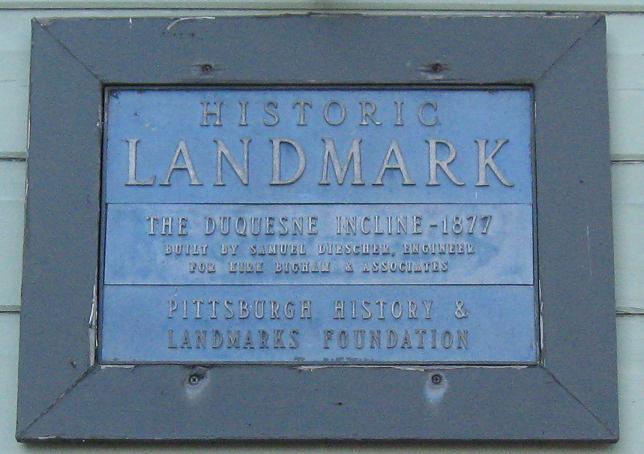 HISTORIC
LANDMARK
THE DUQUESNE INCLINE - 1877
BUILT BY SAMUEL DIESCHER, ENGINEER
FOR KIRK BIGHAM & ASSOCIATES
PITTSBURGH HISTORY &
LANDMARKS FOUNDATION